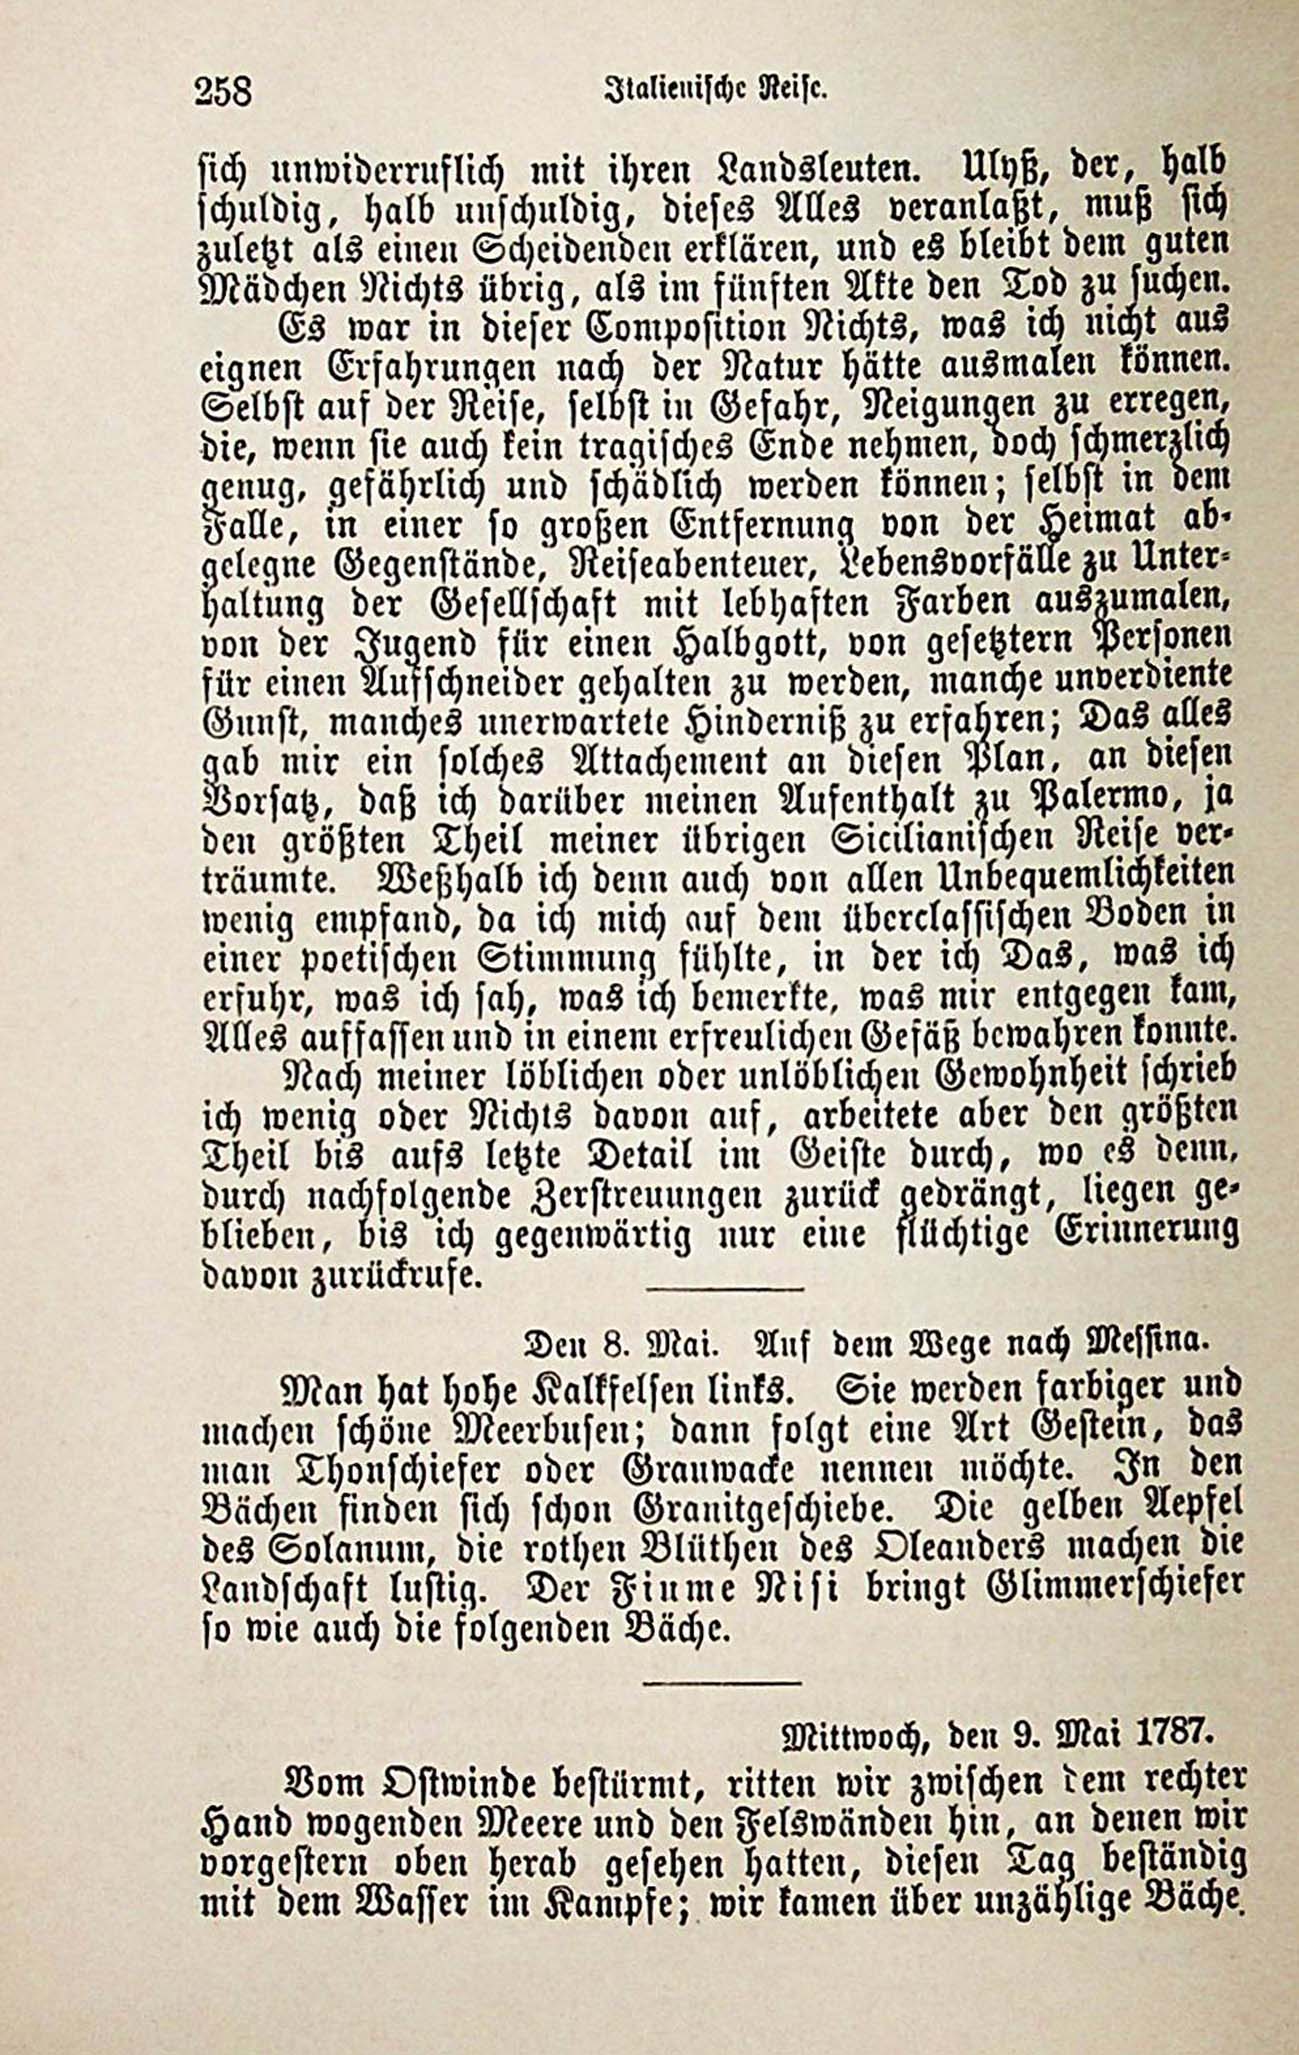 258
Italienische Reise.
sich unwiderruflich mit ihren Landsleuten. Ulyß, der, halb
schuldig, halb unschuldig, dieses Alles veranlaßt, muß sich
zuletzt als einen Scheidenden erklären, und es bleibt dem guten
Mädchen Nichts übrig, als im fünften Akte den Tod zu suchen.
Es war in dieser Composition Nichts, was ich nicht aus
eignen Erfahrungen nach der Natur hätte ausmalen können.
Selbst auf der Reise, selbst in Gefahr, Neigungen zu erregen,
die, wenn sie auch kein tragisches Ende nehmen, doch schmerzlich
genug, gefährlich und schädlich werden können; selbst in dem
Falle, in einer so großen Entfernung von der Heimat ab-
gelegne Gegenstände, Reiseabenteuer, Lebensvorfälle zu Unter-
haltung der Gesellschaft mit lebhaften Farben auszumalen,
von der Jugend für einen Halbgott, von gesetztern Personen
für einen Aufschneider gehalten zu werden, manche unverdiente
Gunst, manches unerwartete Hinderniß zu erfahren; Das alles
gab mir ein solches Attachement an diesen Plan, an diesen
Vorsatz, daß ich darüber meinen Aufenthalt zu Palermo, ja
den größten Theil meiner übrigen Sicilianischen Reise ver-
träumte. Weßhalb ich denn auch von allen Unbequemlichkeiten
wenig empfand, da ich mich auf dem überclassischen Boden in
einer poetischen Stimmung fühlte, in der ich Das, was ich
erfuhr, was ich sah, was ich bemerkte, was mir entgegen kam,
Alles auffassen und in einem erfreulichen Gefäß bewahren konnte.
Nach meiner löblichen oder unlöblichen Gewohnheit schrieb
ich wenig oder Nichts davon auf, arbeitete aber den größten
Theil bis aufs letzte Detail im Geiste durch, wo es denn,
durch nachfolgende Zerstreuungen zurück gedrängt, liegen ge-
blieben, bis ich gegenwärtig nur eine flüchtige Erinnerung
davon zurückrufe.
Den 8. Mai. Auf dem Wege nach Messina.
Man hat hohe Kalkfelsen links. Sie werden farbiger und
machen schöne Meerbusen; dann folgt eine Art Gestein, das
man Thonschiefer oder Grauwacke nennen möchte. In den
Bächen finden sich schon Granitgeschiebe. Die gelben Aepfel
des Solanum, die rothen Blüthen des Oleanders machen die
Landschaft lustig. Der Fiume Nisi bringt Glimmerschiefer
so wie auch die folgenden Bäche.
Mittwoch, den 9. Mai 1787.
Vom Ostwinde bestürmt, ritten wir zwischen dem rechter
Hand wogenden Meere und den Felswänden hin, an denen wir
vorgestern oben herab gesehen hatten, diesen Tag beständig
mit dem Wasser im Kampfe; wir kamen über unzählige Bäche,